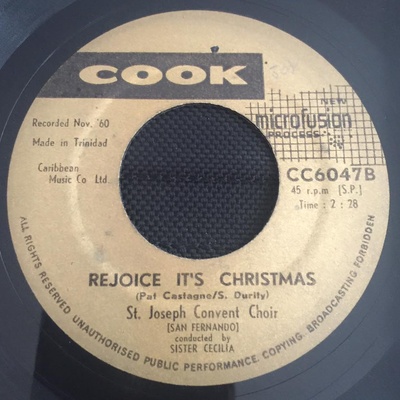 COOK
NEW
microfusion
PROCESS
Recorded Nov. '60
Made in Trinidad
Caribbean
Music Co Ltd.
CC6047B
45 r.p.m [S.P.]
Time : 2 : 28
REJOICE IT'S CHRISTMAS
(Pat Castagne/S. Durity)
St. Joseph Convent Choir
[SAN FERNANDO]
conducted by
SISTER CECILIA
ALL RIGHTS RESERVED UNAUTHORISED PUBLIC PERFORMANCE. COPYING. BROADCASTING FORBIDDEN